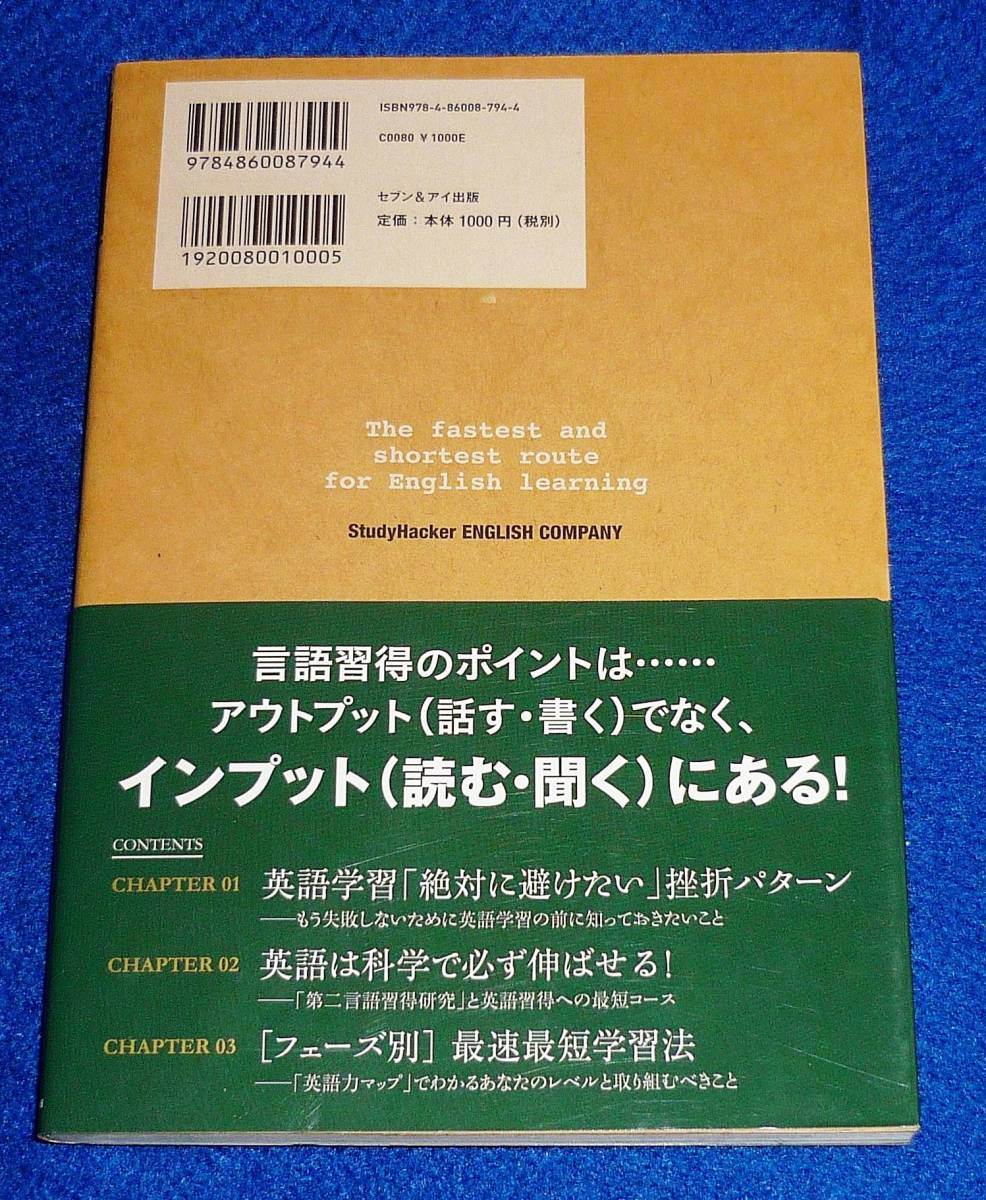 ISBN978-4-86008-794-4
C0080 ¥1000E
9784860087944
セブン&アイ出版
定価:本体1000円(税別)
1920080010005
The fastest and
shortest route
for English learning
StudyHacker ENGLISH COMPANY
言語習得のポイントは……
アウトプット(話す・書く)でなく、
インプット(読む・聞く)にある!
CONTENTS
CHAPTER 01 英語学習「絶対に避けたい」挫折パターン
——もう失敗しないために英語学習の前に知っておきたいこと
CHAPTER 02 英語は科学で必ず伸ばせる!
——「第二言語習得研究」と英語習得への最短コース
CHAPTER 03 [フェーズ別]最速最短学習法
——「英語力マップ」でわかるあなたのレベルと取り組むべきこと